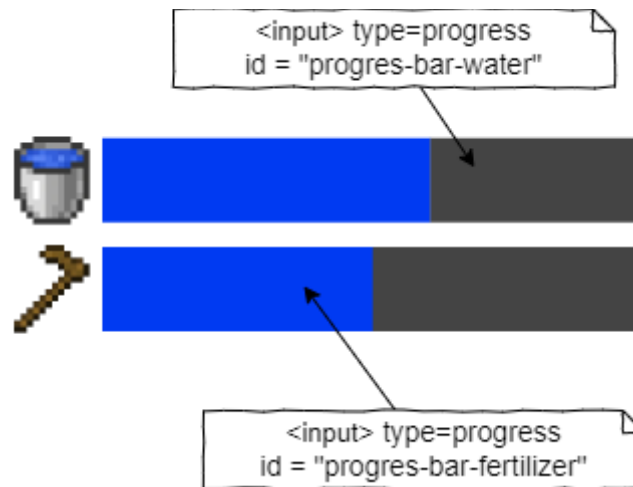 <input> type=progress
id = "progres-bar-water"
<input> type=progress
id = "progres-bar-fertilizer"